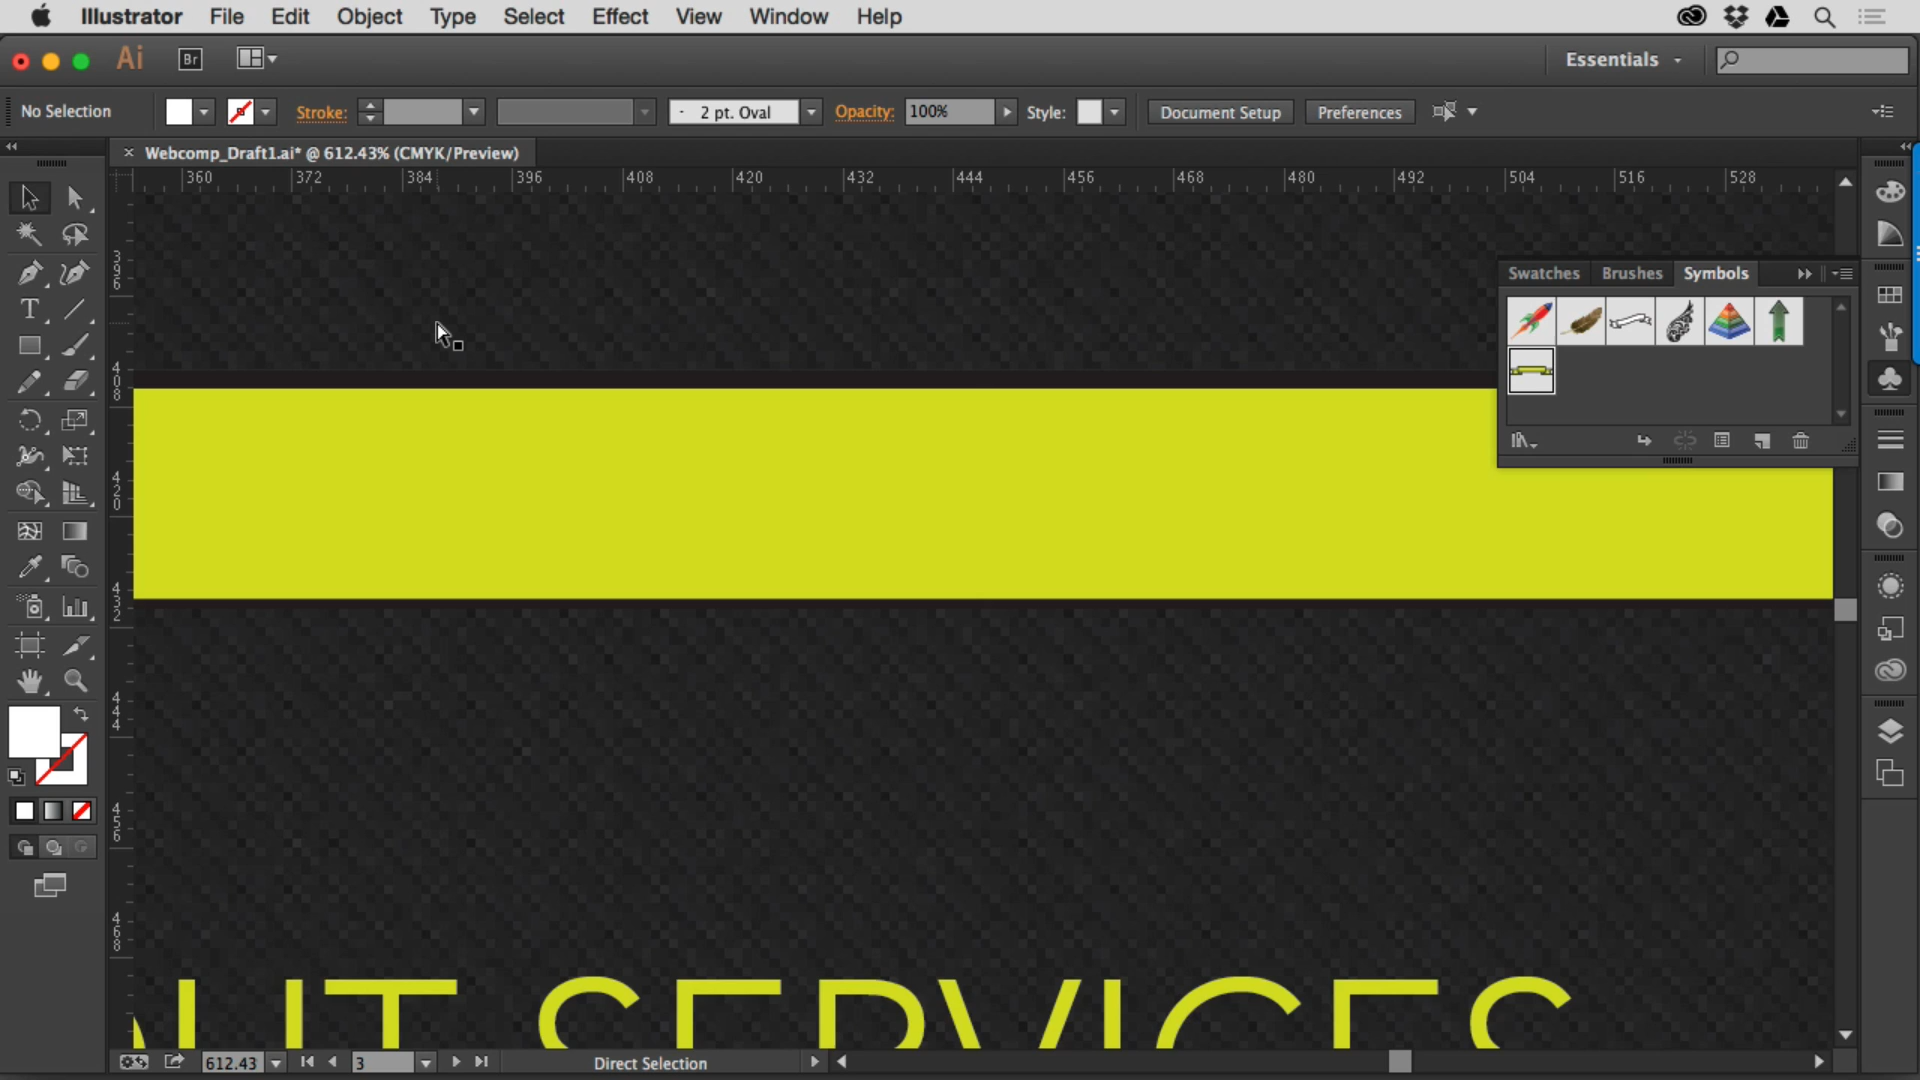 Illustrator File Edit Object Type Select Effect View Window Help
Ai Br Essentials
No Selection Stroke: 2 pt. Oval Opacity: 100% Style: Document Setup Preferences
× Webcomp_Draft1.ai* @ 612.43% (CMYK/Preview)
360 372 384 396 408 420 432 444 456 468 480 492 504 516 528
396
Swatches Brushes Symbols
408
420
432
444
456
468
SERVICES
612.43 3 Direct Selection